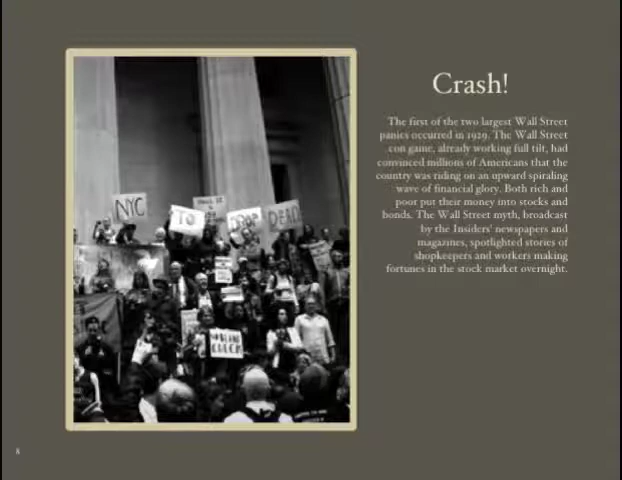 Crash!
The first of the two largest Wall Street
panics occurred in 1929. The Wall Street
con game, already working full tilt, had
convinced millions of Americans that the
country was riding on an upward spiraling
wave of financial glory. Both rich and
poor put their money into stocks and
bonds. The Wall Street myth, broadcast
by the Insiders' newspapers and
magazines, spotlighted stories of
shopkeepers and workers making
fortunes in the stock market overnight.
NYC
TO
DROP
DEAD
CHECK
8